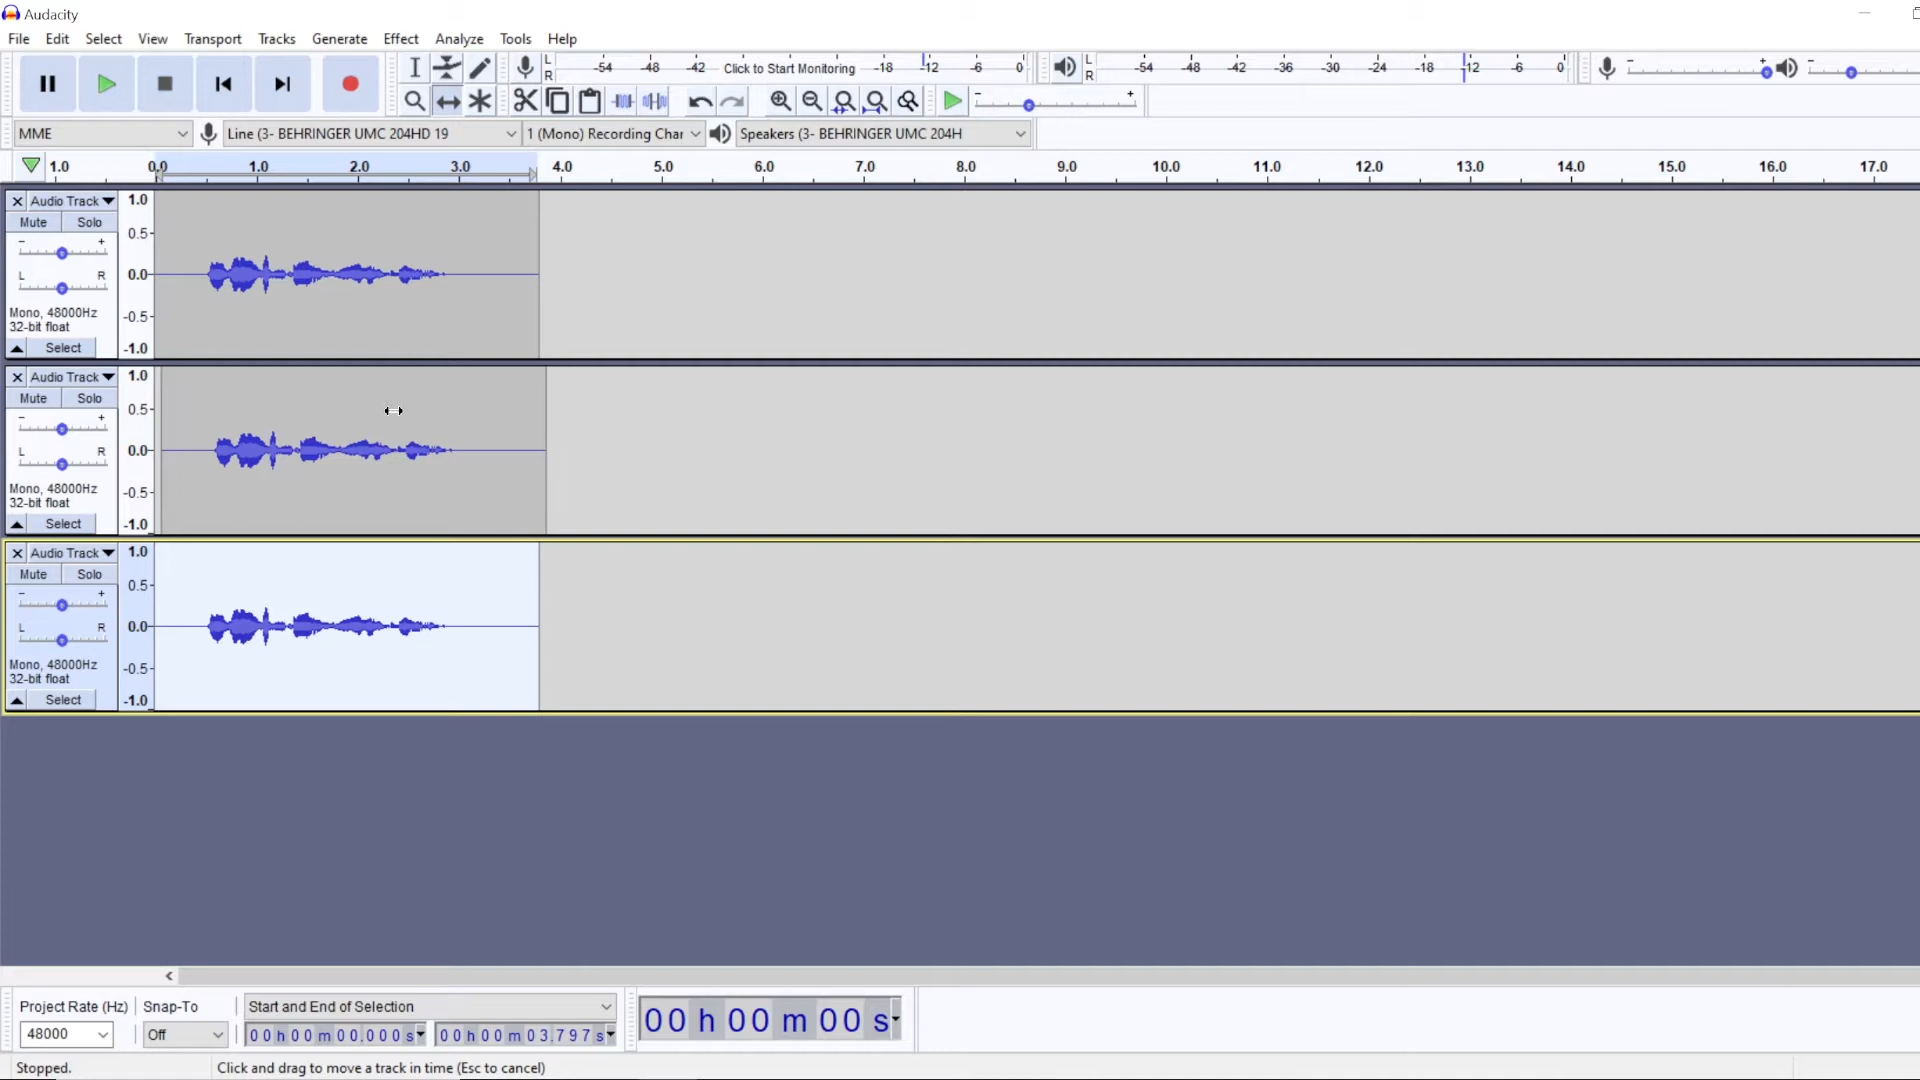 Audacity
File Edit Select View Transport Tracks Generate Effect Analyze Tools Help
L -54 -48 -42 Click to Start Monitoring -18 -12 -6 0 L -54 -48 -42 -36 -30 -24 -18 -12 -6 0 - + -
R R
- +
MME Line (3- BEHRINGER UMC 204HD 19 1 (Mono) Recording Char Speakers (3- BEHRINGER UMC 204H
1.0 0.0 1.0 2.0 3.0 4.0 5.0 6.0 7.0 8.0 9.0 10.0 11.0 12.0 13.0 14.0 15.0 16.0 17.0
X Audio Track 1.0
Mute Solo
- + 0.5
L R 0.0
Mono, 48000Hz -0.5
32-bit float
Select -1.0
X Audio Track 1.0
Mute Solo
- + 0.5
L R 0.0
Mono, 48000Hz -0.5
32-bit float
Select -1.0
X Audio Track 1.0
Mute Solo
- + 0.5
L R 0.0
Mono, 48000Hz -0.5
32-bit float
Select -1.0
Project Rate (Hz) Snap-To Start and End of Selection
48000 Off 00h00m00.000s 00h00m03.797s 00h00m00s
Stopped. Click and drag to move a track in time (Esc to cancel)